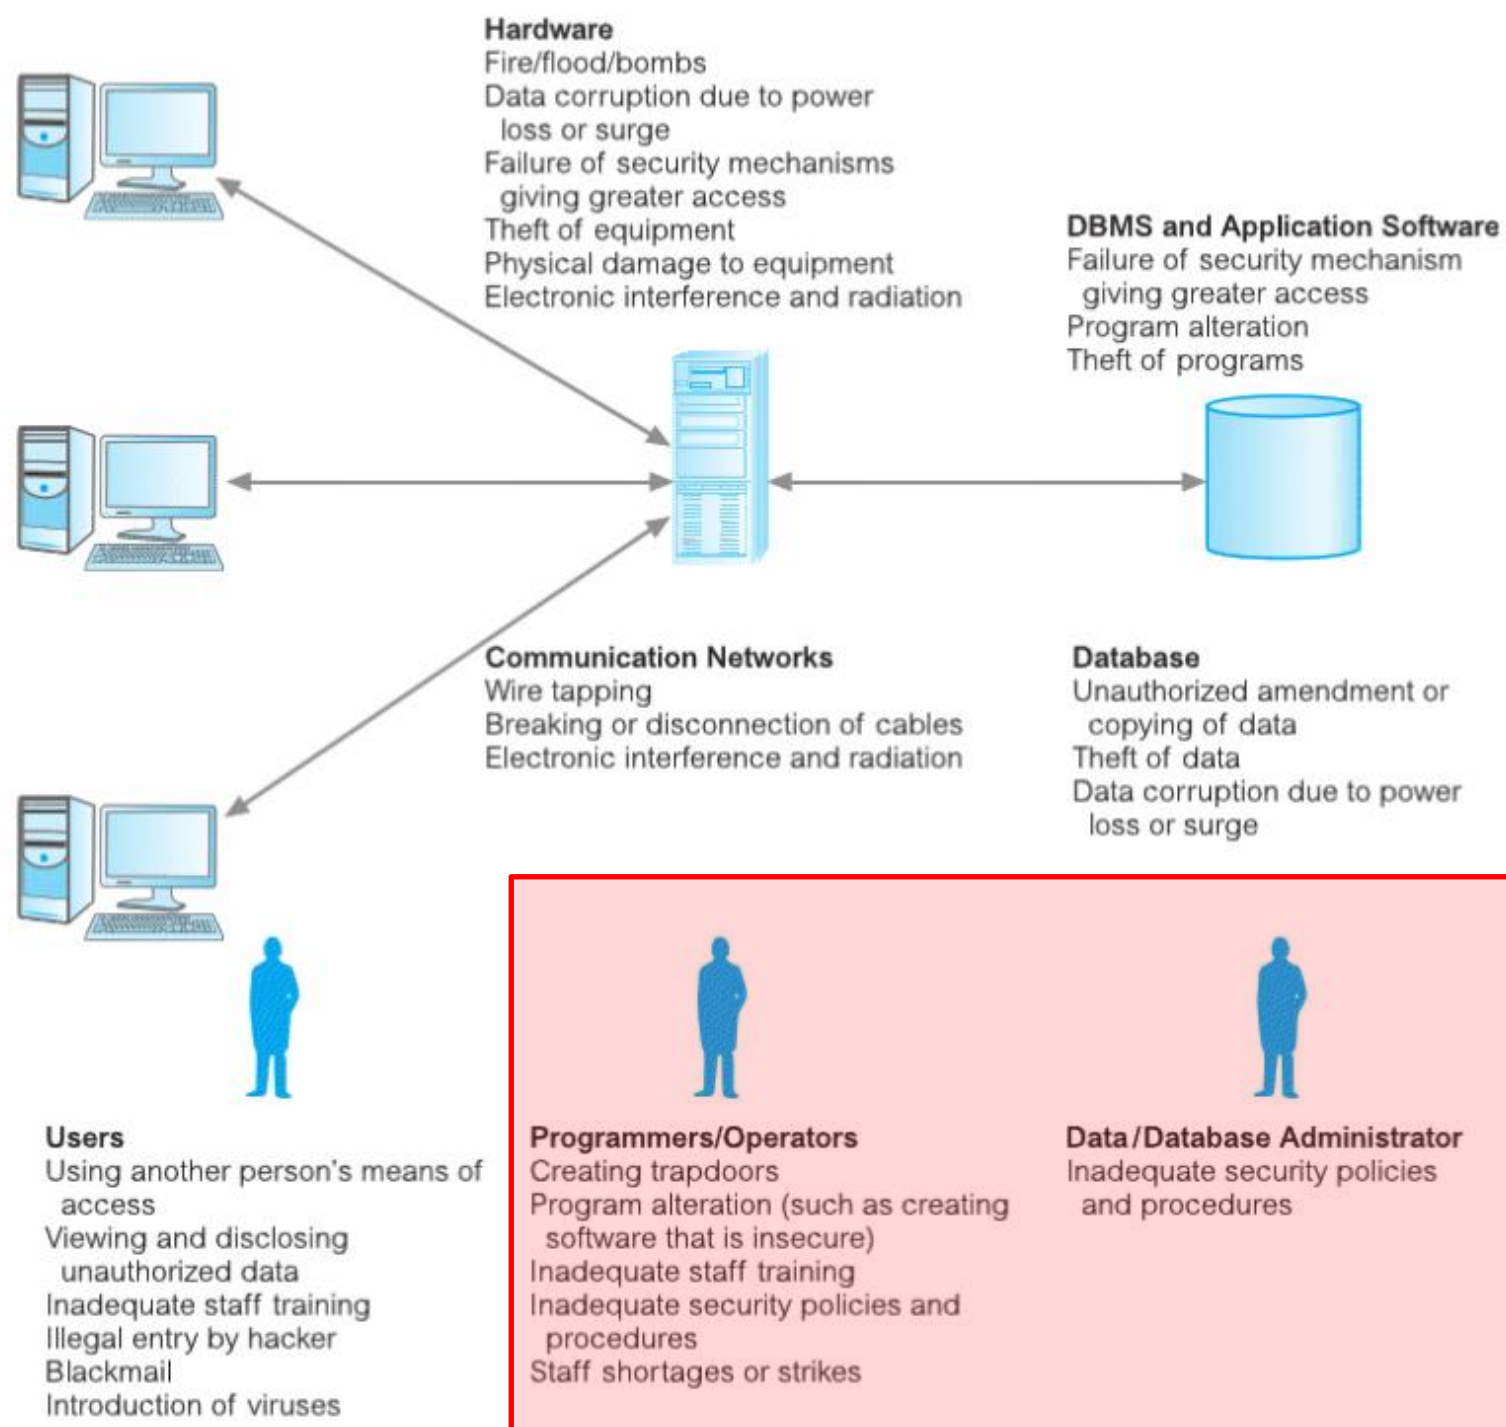 Hardware
Fire/flood/bombs
Data corruption due to power
loss or surge
Failure of security mechanisms
giving greater access
Theft of equipment
Physical damage to equipment
Electronic interference and radiation
DBMS and Application Software
Failure of security mechanism
giving greater access
Program alteration
Theft of programs
Communication Networks
Wire tapping
Breaking or disconnection of cables
Electronic interference and radiation
Database
Unauthorized amendment or
copying of data
Theft of data
Data corruption due to power
loss or surge
Users
Using another person's means of
access
Viewing and disclosing
unauthorized data
Inadequate staff training
Illegal entry by hacker
Blackmail
Introduction of viruses
Programmers/Operators
Creating trapdoors
Program alteration (such as creating
software that is insecure)
Inadequate staff training
Inadequate security policies and
procedures
Staff shortages or strikes
Data/Database Administrator
Inadequate security policies
and procedures